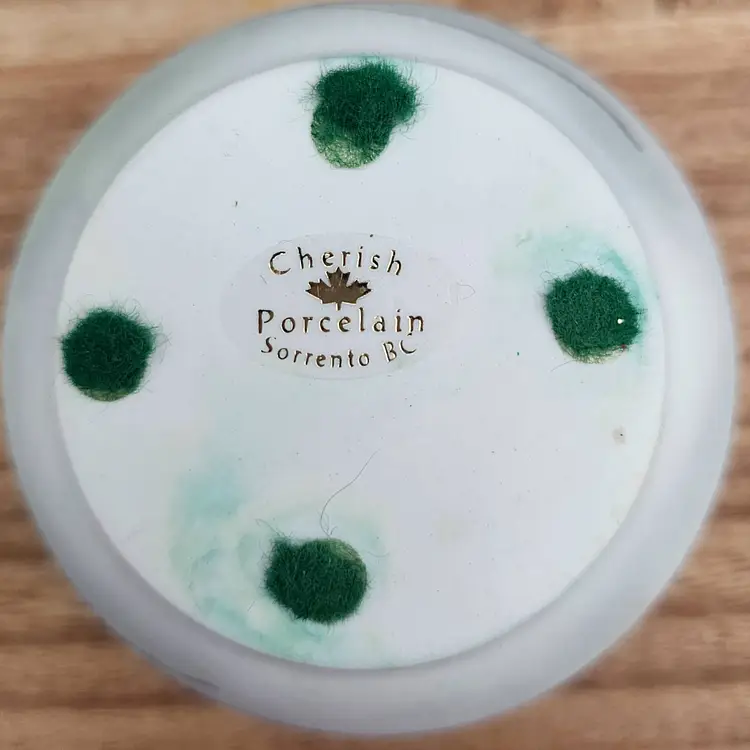 Cherish
Porcelain
Sorrento BC